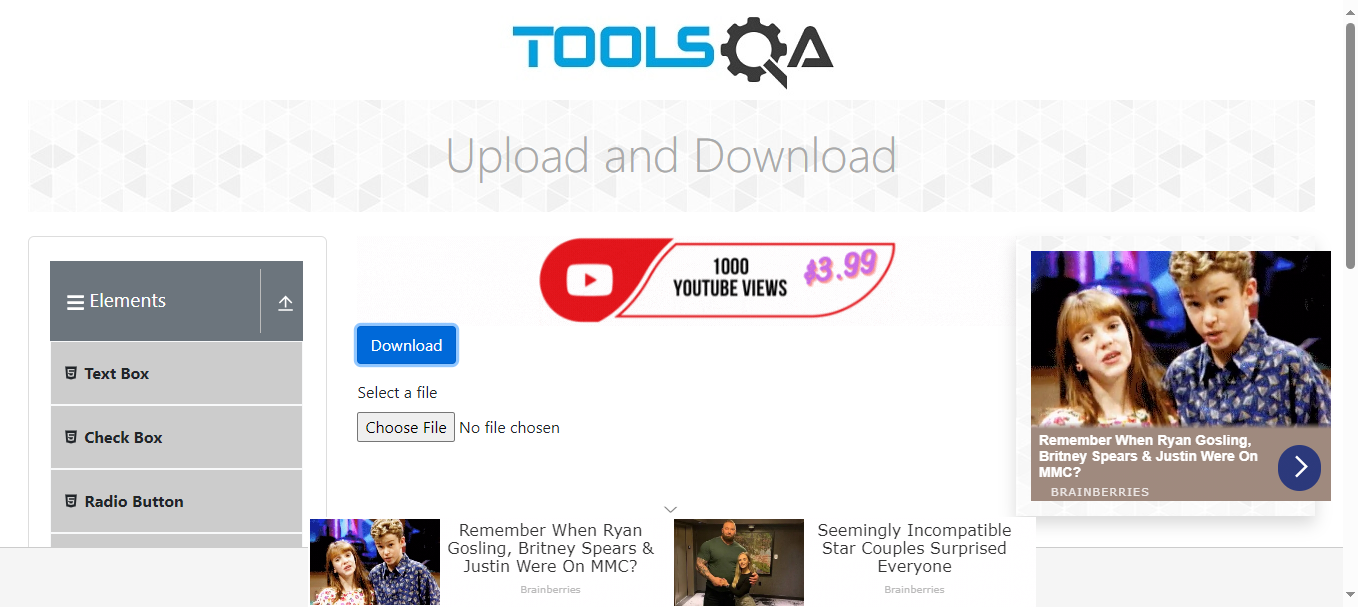 TOOLSQA
Upload and Download
Elements
Text Box
Check Box
Radio Button
1000
YOUTUBE VIEWS
$3.99
Download
Select a file
Choose File No file chosen
Remember When Ryan Gosling,
Britney Spears & Justin Were On
MMC?
BRAINBERRIES
Remember When Ryan
Gosling, Britney Spears &
Justin Were On MMC?
Brainberries
Seemingly Incompatible
Star Couples Surprised
Everyone
Brainberries